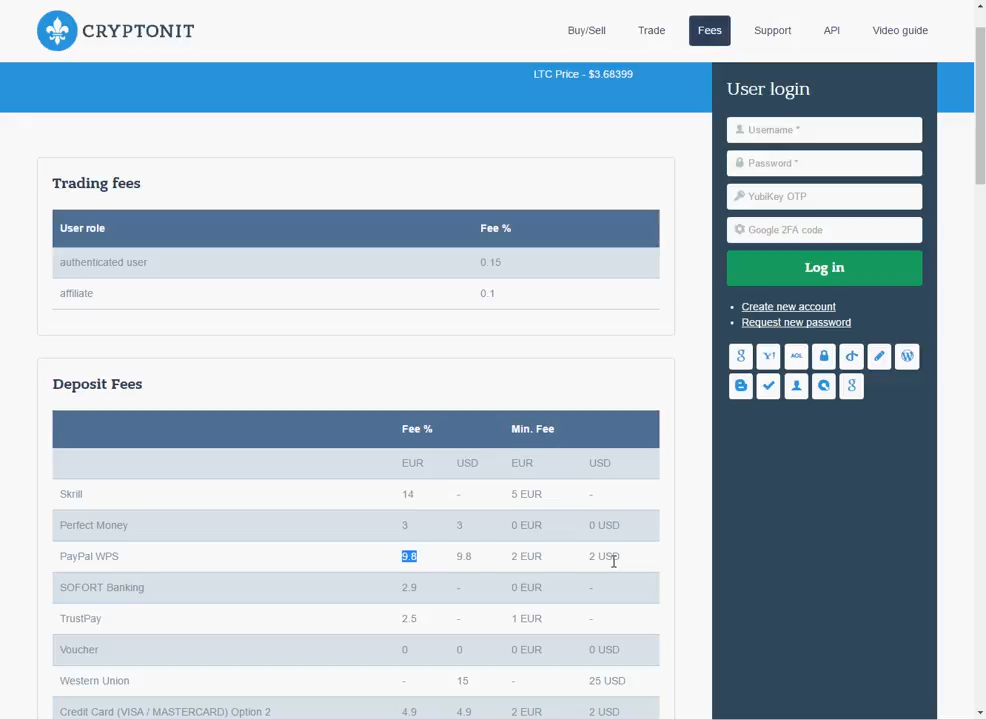 CRYPTONIT
Buy/Sell Trade Fees Support API Video guide
LTC Price - $3.68399
User login
Username *
Password *
YubiKey OTP
Google 2FA code
Log in
Create new account
Request new password
Trading fees
User role Fee %
authenticated user 0.15
affiliate 0.1
Deposit Fees
Fee % Min. Fee
EUR USD EUR USD
Skrill 14 - 5 EUR -
Perfect Money 3 3 0 EUR 0 USD
PayPal WPS 9.8 9.8 2 EUR 2 USD
SOFORT Banking 2.9 - 0 EUR -
TrustPay 2.5 - 1 EUR -
Voucher 0 0 0 EUR 0 USD
Western Union - 15 - 25 USD
Credit Card (VISA / MASTERCARD) Option 2 4.9 4.9 2 EUR 2 USD